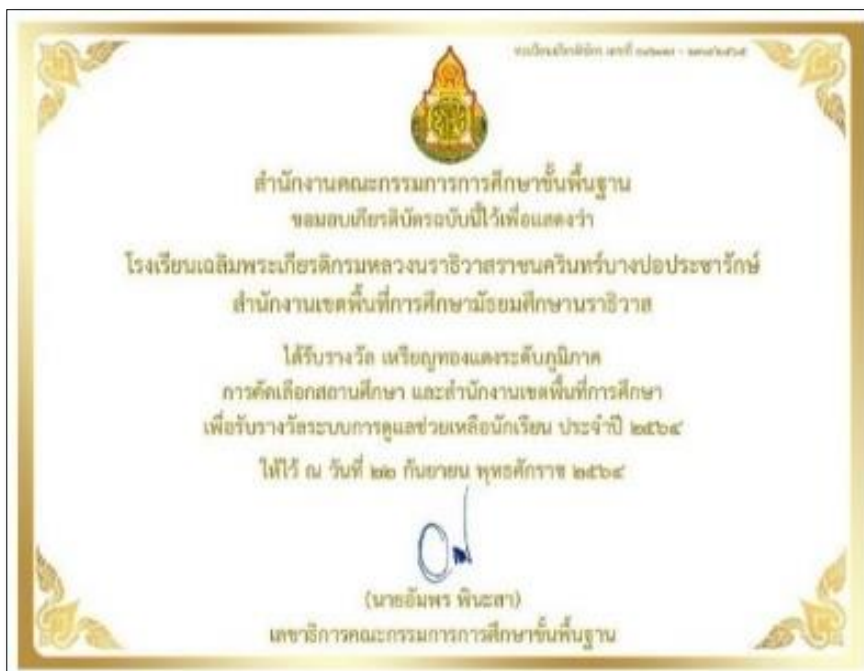 สำนักงานคณะกรรมการการศึกษาขั้นพื้นฐาน
ขอมอบเกียรติบัตรฉบับนี้ไว้เพื่อแสดงว่า
โรงเรียนเฉลิมพระเกียรติกรมหลวงนราธิวาสราชนครินทร์บางปอประชารักษ์
สำนักงานเขตพื้นที่การศึกษามัธยมศึกษานราธิวาส
ได้รับรางวัล เหรียญทองแดงระดับภูมิภาค
การคัดเลือกสถานศึกษา และสำนักงานเขตพื้นที่การศึกษา
เพื่อรับรางวัลระบบการดูแลช่วยเหลือนักเรียน ประจำปี ๒๕๖๔
ให้ไว้ ณ วันที่ ๒๒ กันยายน พุทธศักราช ๒๕๖๔
(นายอัมพร พินะสา)
เลขาธิการคณะกรรมการการศึกษาขั้นพื้นฐาน